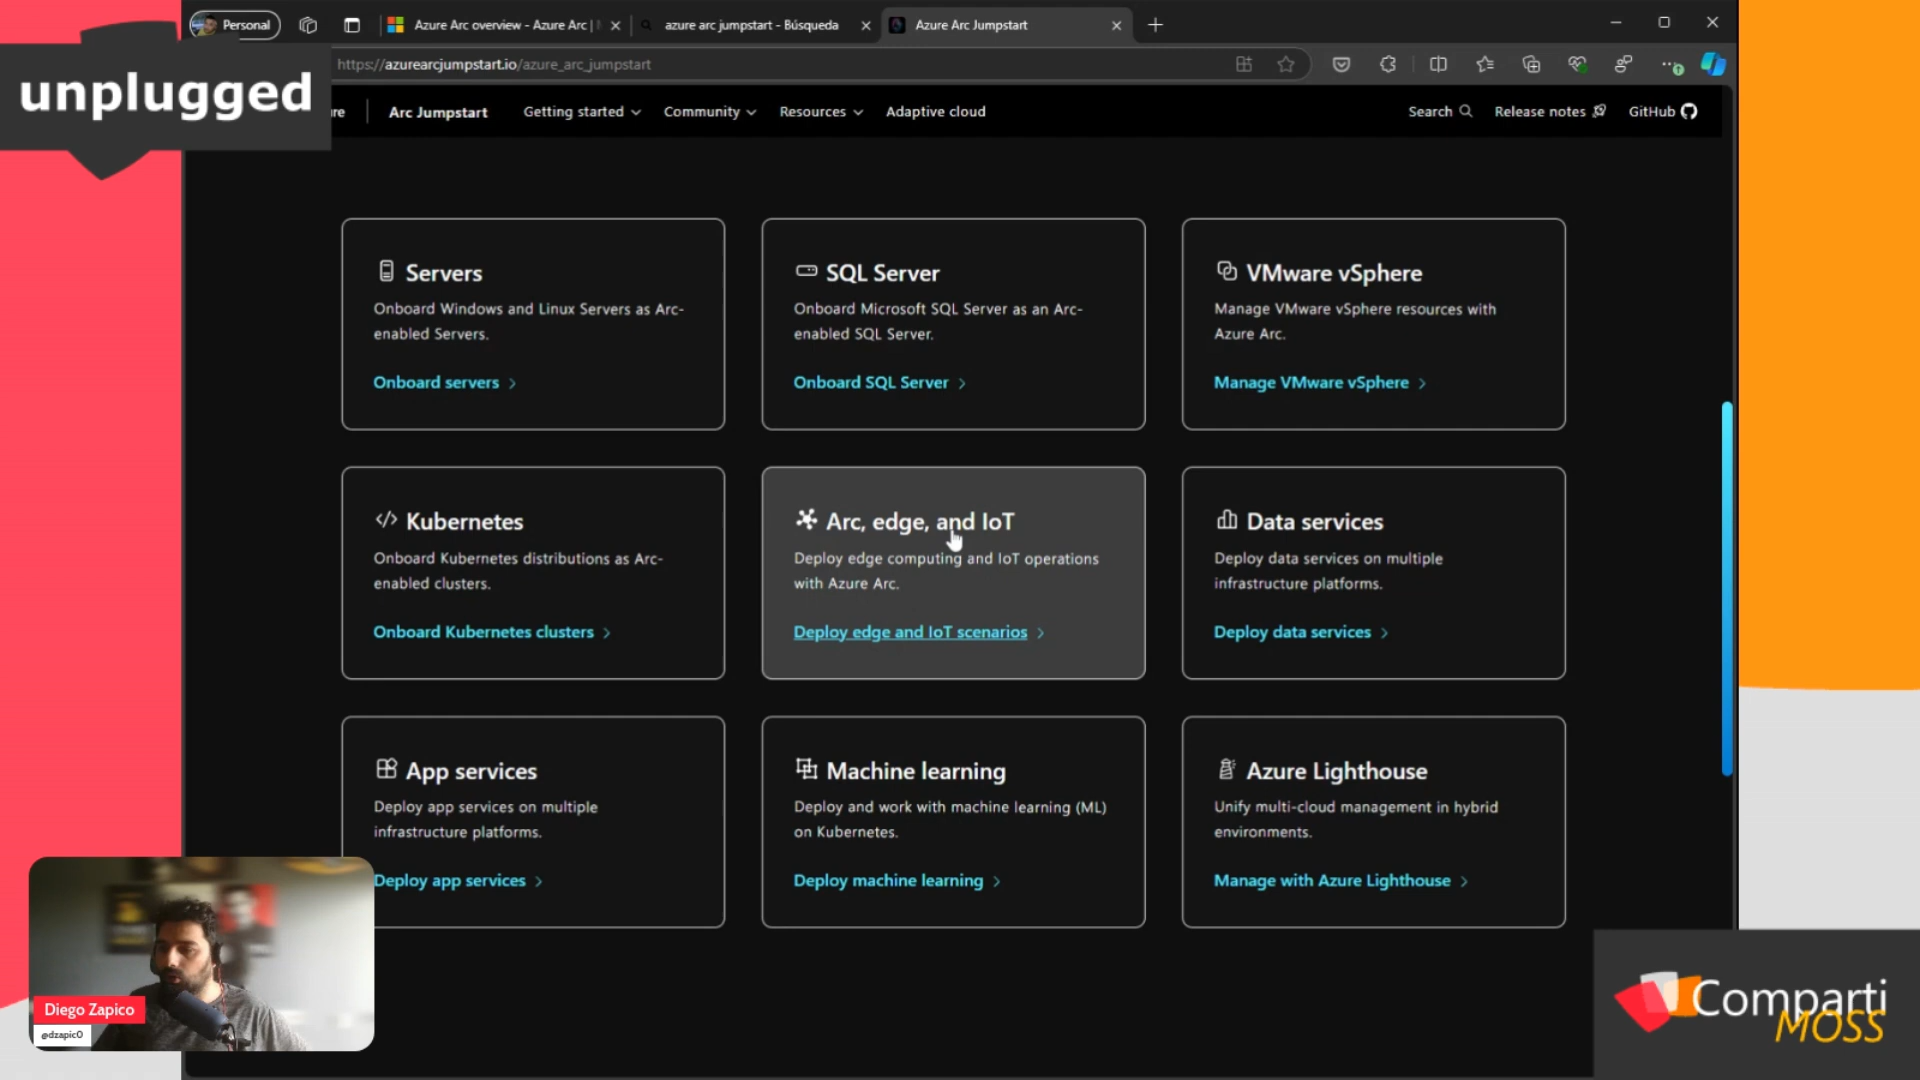 Personal
Azure Arc overview - Azure Arc |
azure arc jumpstart - Búsqueda
Azure Arc Jumpstart
unplugged
https://azurearcjumpstart.io/azure_arc_jumpstart
re
Arc Jumpstart
Getting started
Community
Resources
Adaptive cloud
Search
Release notes
GitHub
Servers
Onboard Windows and Linux Servers as Arc-
enabled Servers.
Onboard servers
SQL Server
Onboard Microsoft SQL Server as an Arc-
enabled SQL Server.
Onboard SQL Server
VMware vSphere
Manage VMware vSphere resources with
Azure Arc.
Manage VMware vSphere
Kubernetes
Onboard Kubernetes distributions as Arc-
enabled clusters.
Onboard Kubernetes clusters
Arc, edge, and IoT
Deploy edge computing and IoT operations
with Azure Arc.
Deploy edge and IoT scenarios
Data services
Deploy data services on multiple
infrastructure platforms.
Deploy data services
App services
Deploy app services on multiple
infrastructure platforms.
Deploy app services
Machine learning
Deploy and work with machine learning (ML)
on Kubernetes.
Deploy machine learning
Azure Lighthouse
Unify multi-cloud management in hybrid
environments.
Manage with Azure Lighthouse
Diego Zapico
@dzapic0
Comparti
MOSS